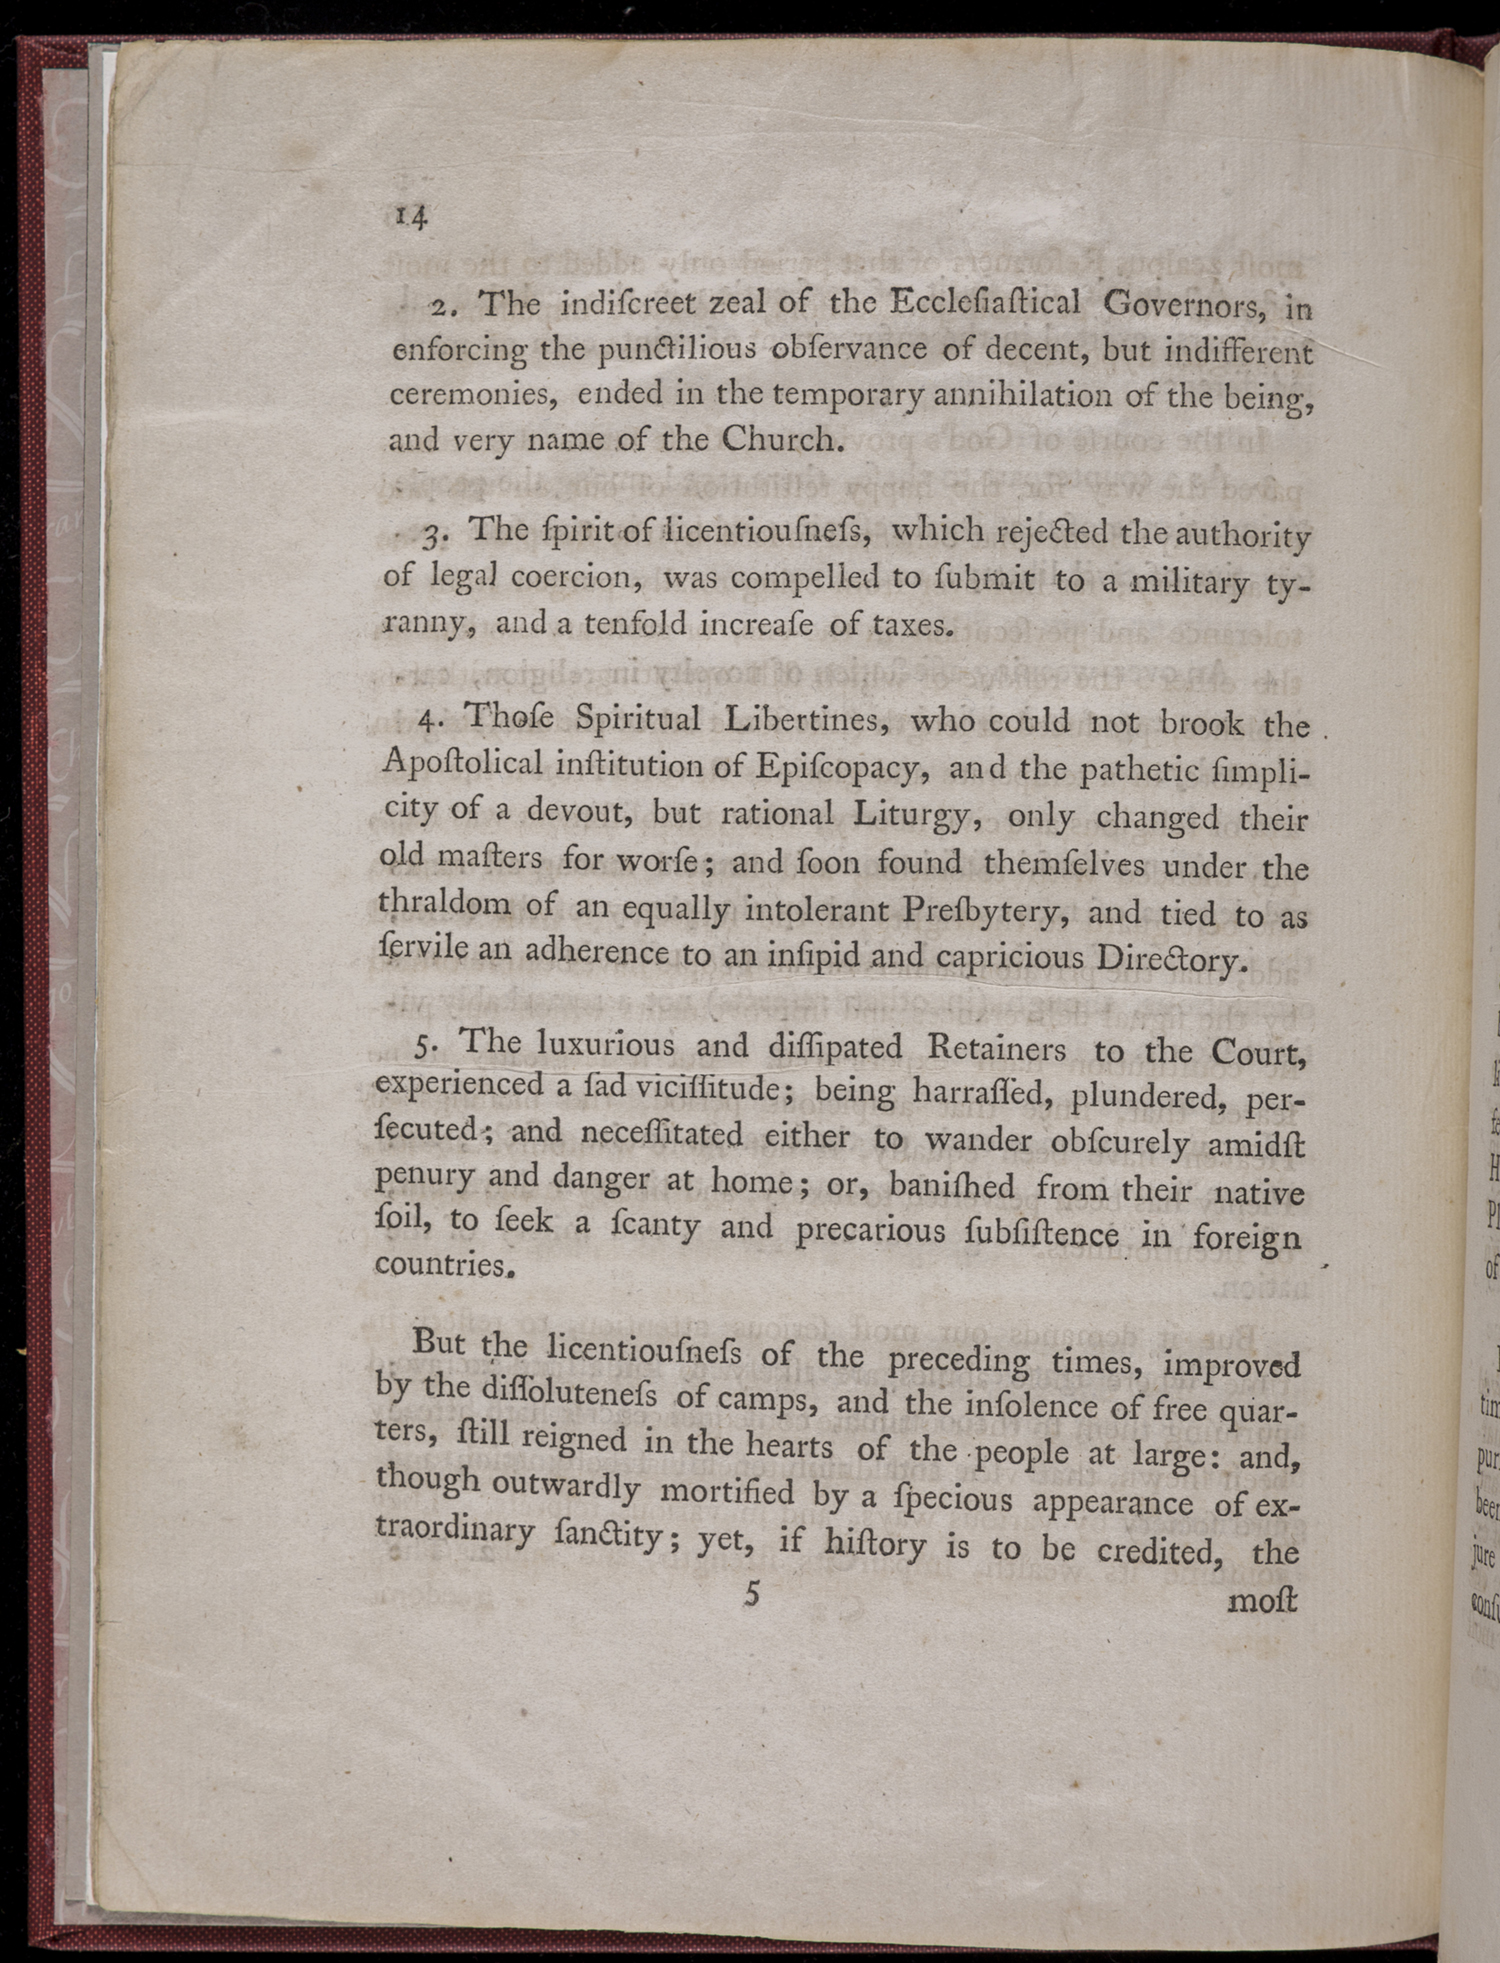 14
2. The indiſcreet zeal of the Eccleſiaſtical Governors, in
enforcing the punctilious obſervance of decent, but indifferent
ceremonies, ended in the temporary annihilation of the being,
and very name of the Church.
3. The ſpirit of licentiouſneſs, which rejected the authority
of legal coercion, was compelled to ſubmit to a military ty-
ranny, and a tenfold increaſe of taxes.
4. Thoſe Spiritual Libertines, who could not brook the
Apoſtolical inſtitution of Epiſcopacy, and the pathetic ſimpli-
city of a devout, but rational Liturgy, only changed their
old maſters for worſe; and ſoon found themſelves under the
thraldom of an equally intolerant Preſbytery, and tied to as
ſervile an adherence to an inſipid and capricious Directory.
5. The luxurious and diſſipated Retainers to the Court,
experienced a ſad viciſſitude; being harraſſed, plundered, per-
ſecuted; and neceſſitated either to wander obſcurely amidſt
penury and danger at home; or, baniſhed from their native
ſoil, to ſeek a ſcanty and precarious ſubſiſtence in foreign
countries.
But the licentiouſneſs of the preceding times, improved
by the diſſoluteneſs of camps, and the inſolence of free quar-
ters, ſtill reigned in the hearts of the people at large: and,
though outwardly mortified by a ſpecious appearance of ex-
traordinary ſanctity; yet, if hiſtory is to be credited, the
5 moſt